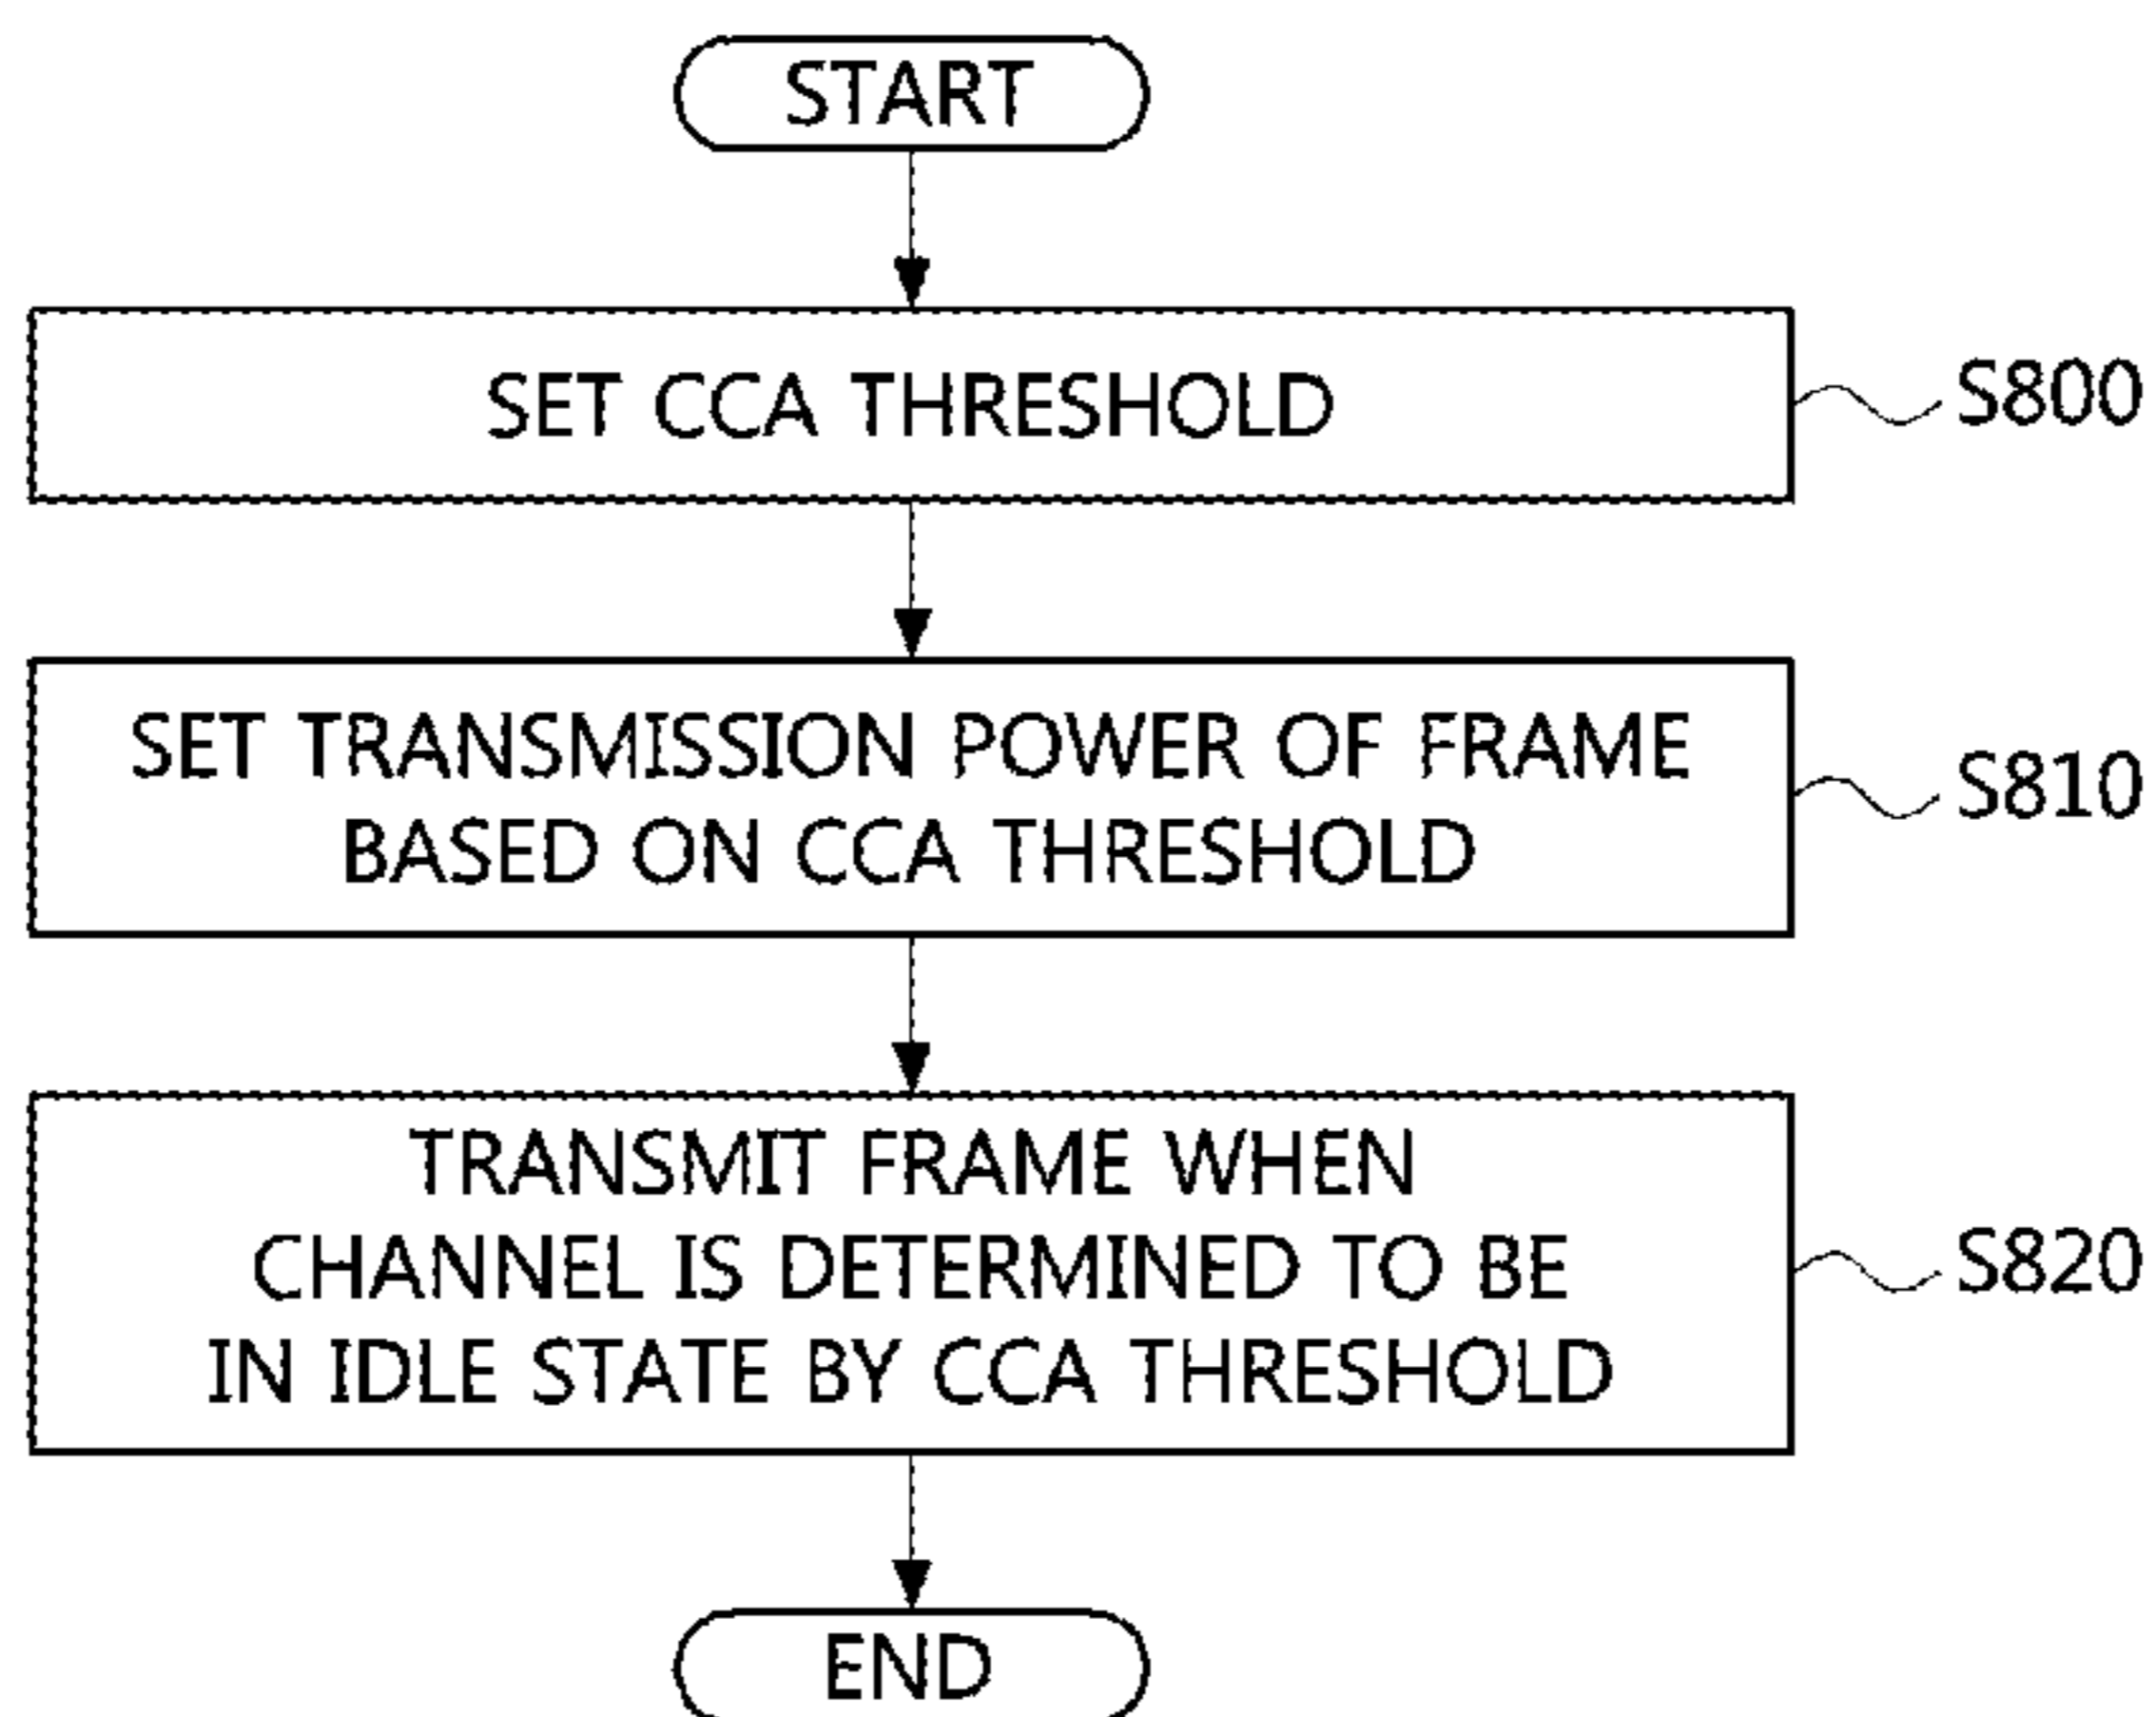 START
SET CCA THRESHOLD
S800
SET TRANSMISSION POWER OF FRAME
BASED ON CCA THRESHOLD
S810
TRANSMIT FRAME WHEN
CHANNEL IS DETERMINED TO BE
IN IDLE STATE BY CCA THRESHOLD
S820
END